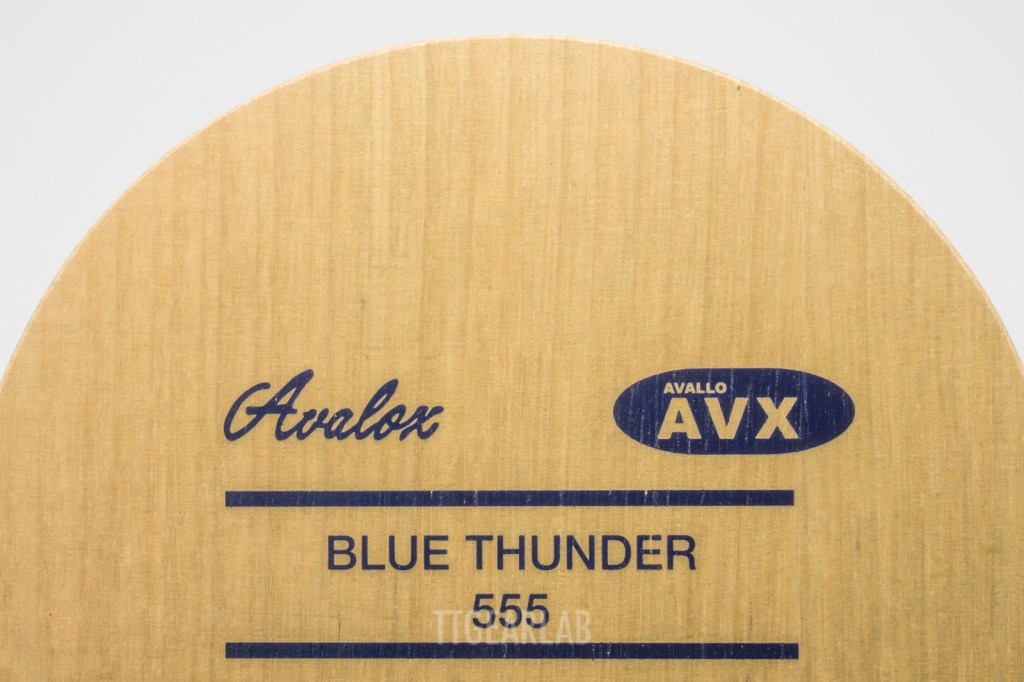 Avalox
AVALLO
AVX
BLUE THUNDER
555
TTGEARLAB